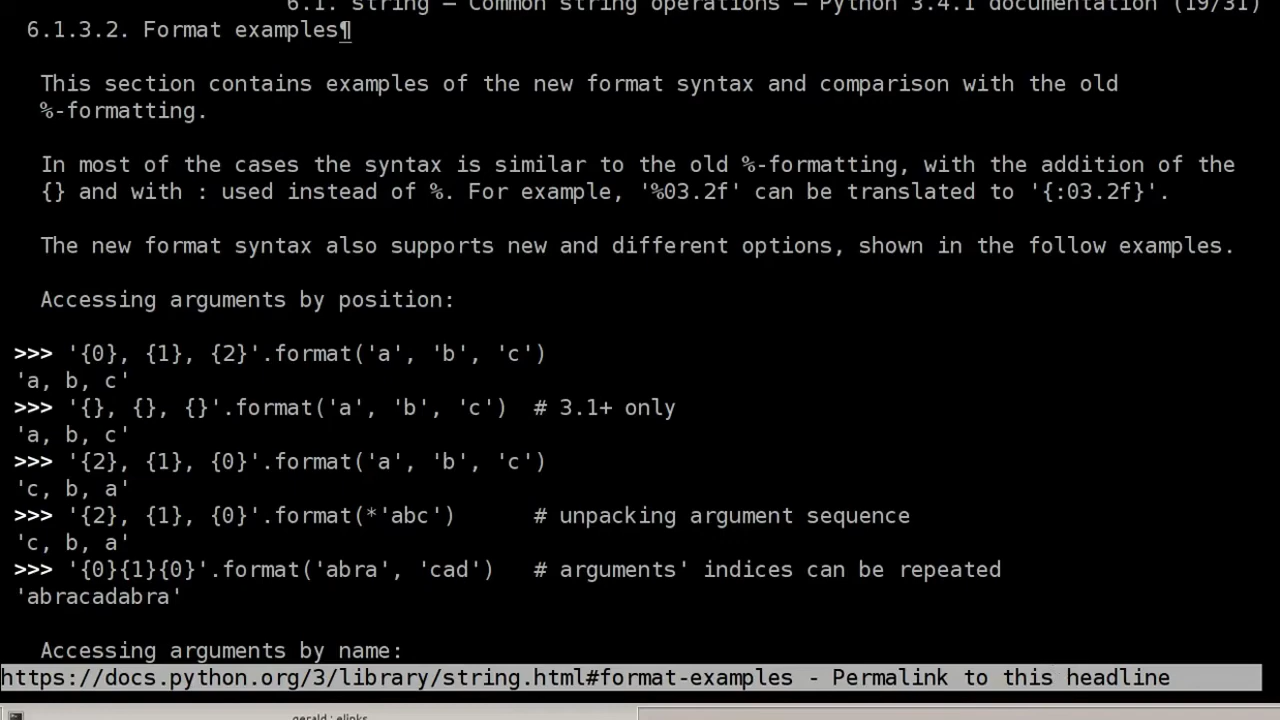 6.1. string — Common string operations — Python 3.4.1 documentation (19/31)
6.1.3.2. Format examples¶
This section contains examples of the new format syntax and comparison with the old
%-formatting.
In most of the cases the syntax is similar to the old %-formatting, with the addition of the
{} and with : used instead of %. For example, '%03.2f' can be translated to '{:03.2f}'.
The new format syntax also supports new and different options, shown in the follow examples.
Accessing arguments by position:
>>> '{0}, {1}, {2}'.format('a', 'b', 'c')
'a, b, c'
>>> '{}, {}, {}'.format('a', 'b', 'c')  # 3.1+ only
'a, b, c'
>>> '{2}, {1}, {0}'.format('a', 'b', 'c')
'c, b, a'
>>> '{2}, {1}, {0}'.format(*'abc')      # unpacking argument sequence
'c, b, a'
>>> '{0}{1}{0}'.format('abra', 'cad')   # arguments' indices can be repeated
'abracadabra'
Accessing arguments by name:
https://docs.python.org/3/library/string.html#format-examples - Permalink to this headline
gerald : elinks